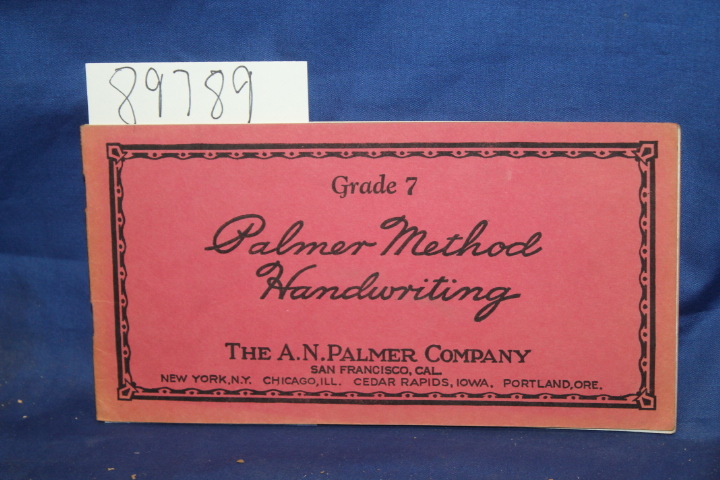 89789
Grade 7
Palmer Method
Handwriting
THE A.N. PALMER COMPANY
SAN FRANCISCO, CAL.
NEW YORK, N.Y. CHICAGO, ILL. CEDAR RAPIDS, IOWA. PORTLAND, ORE.